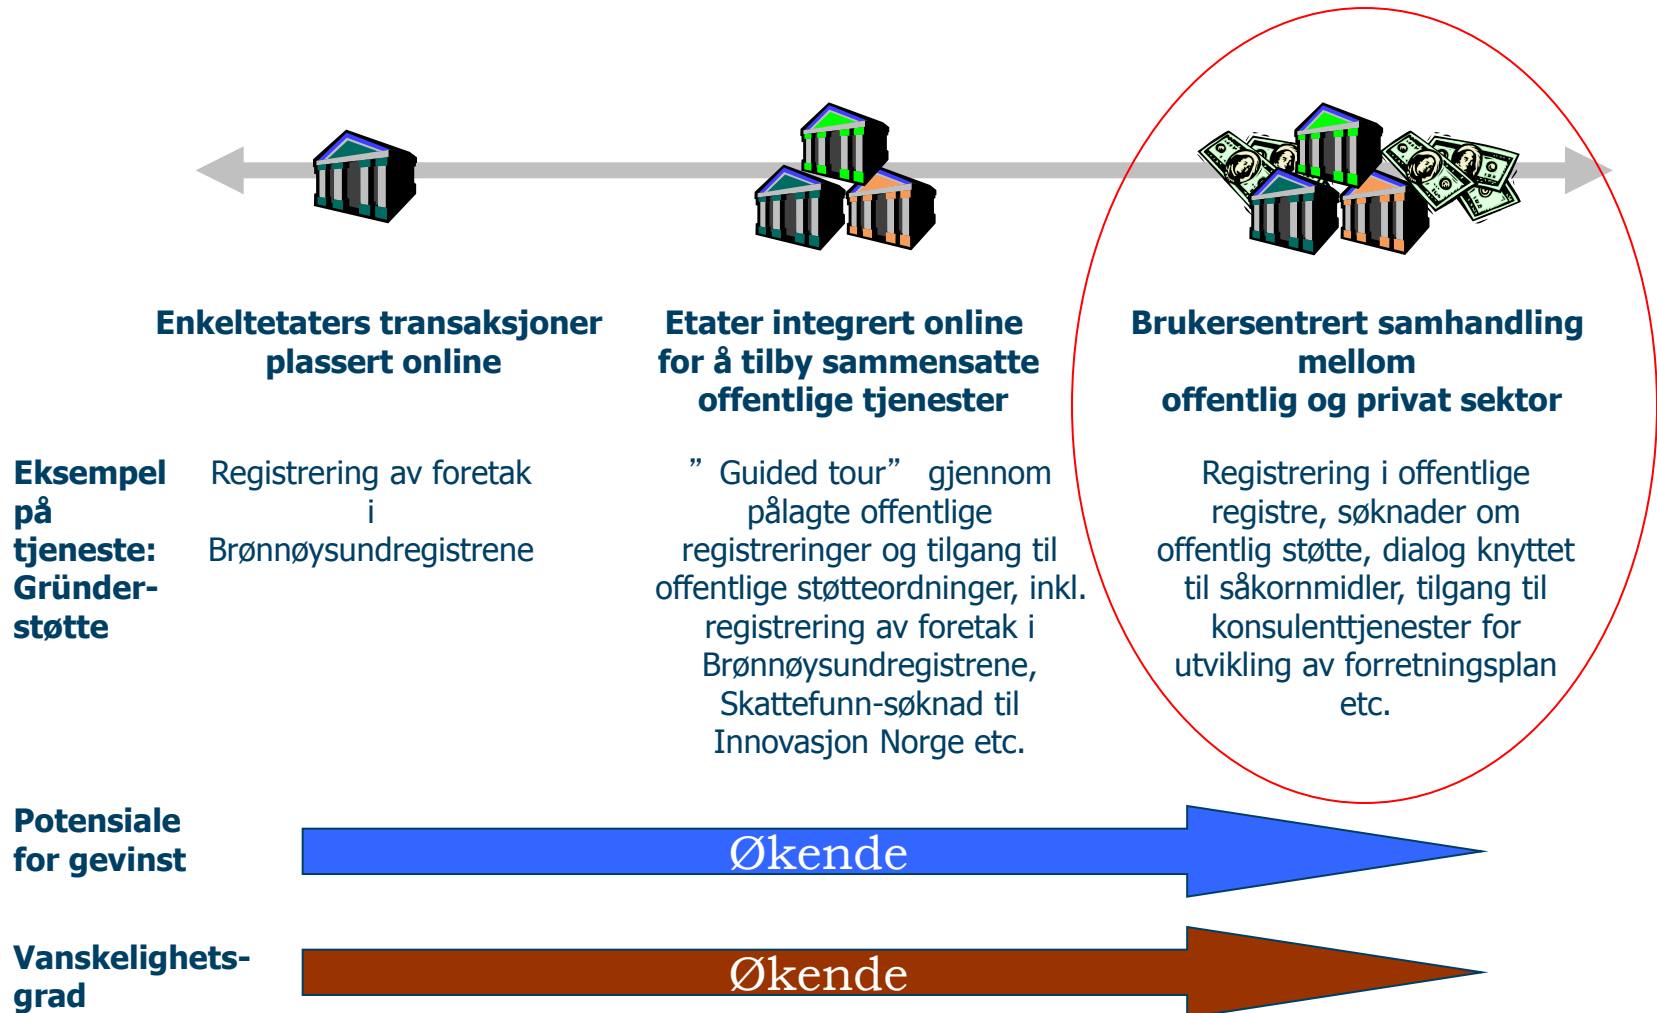 Enkeltetaters transaksjoner
plassert online
Etater integrert online
for å tilby sammensatte
offentlige tjenester
Brukersentrert samhandling
mellom
offentlig og privat sektor
Eksempel
på
tjeneste:
Gründer-
støtte
Registrering av foretak
i
Brønnøysundregistrene
” Guided tour” gjennom
pålagte offentlige
registreringer og tilgang til
offentlige støtteordninger, inkl.
registrering av foretak i
Brønnøysundregistrene,
Skattefunn-søknad til
Innovasjon Norge etc.
Registrering i offentlige
registre, søknader om
offentlig støtte, dialog knyttet
til såkornmidler, tilgang til
konsulenttjenester for
utvikling av forretningsplan
etc.
Potensiale
for gevinst
Økende
Vanskelighets-
grad
Økende